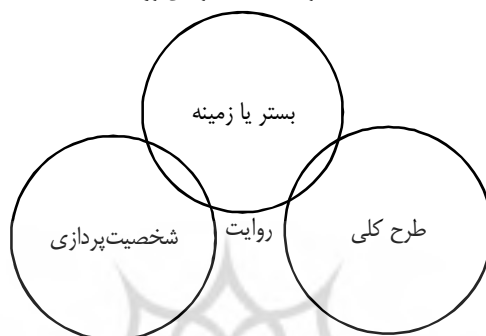 بستر یا زمینه
طرح کلی
روایت
شخصیت‌پردازی